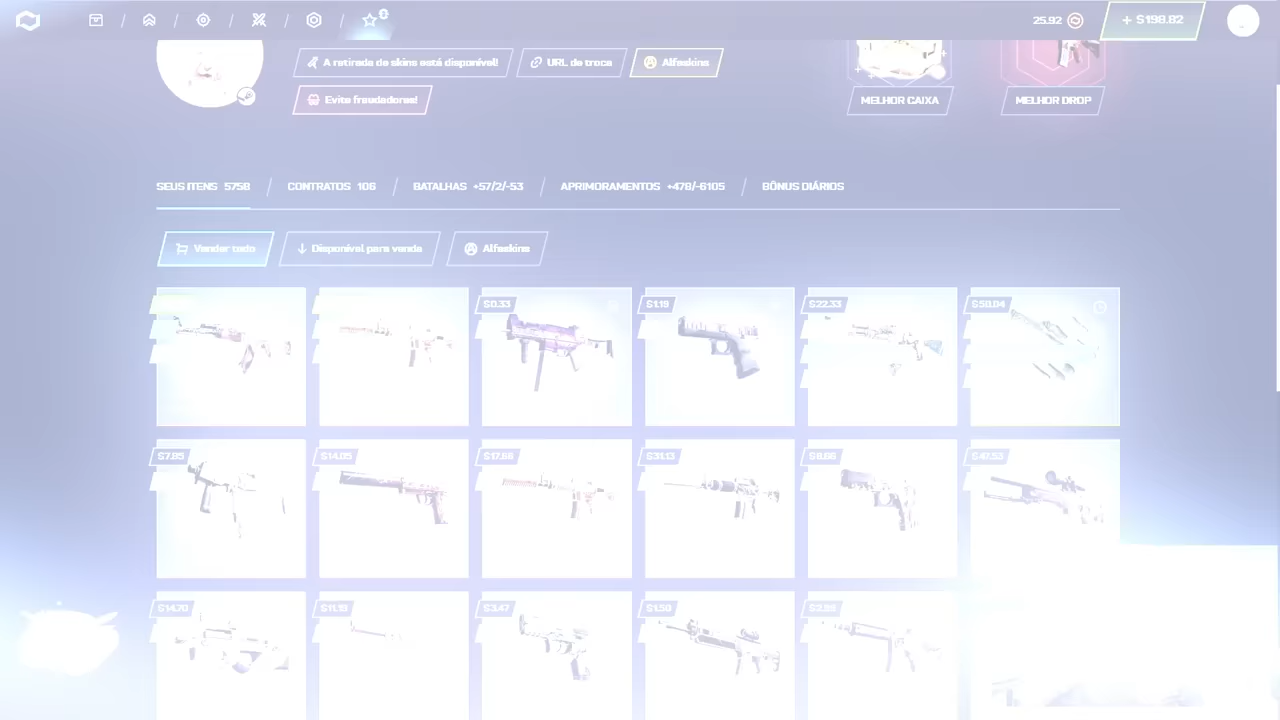 25.92 + $198.82
A retirada de skins está disponível! URL de troca Alfaskins
Evite fraudadores!
MELHOR CAIXA MELHOR DROP
SEUS ITENS 5758 CONTRATOS 106 BATALHAS +57/2/-53 APRIMORAMENTOS +478/-6105 BÔNUS DIÁRIOS
Vender tudo Disponível para venda Alfaskins
$0.33 $1.19 $22.33 $58.04
$7.85 $14.05 $17.68 $31.13 $8.66 $47.53
$14.70 $11.19 $3.47 $1.50